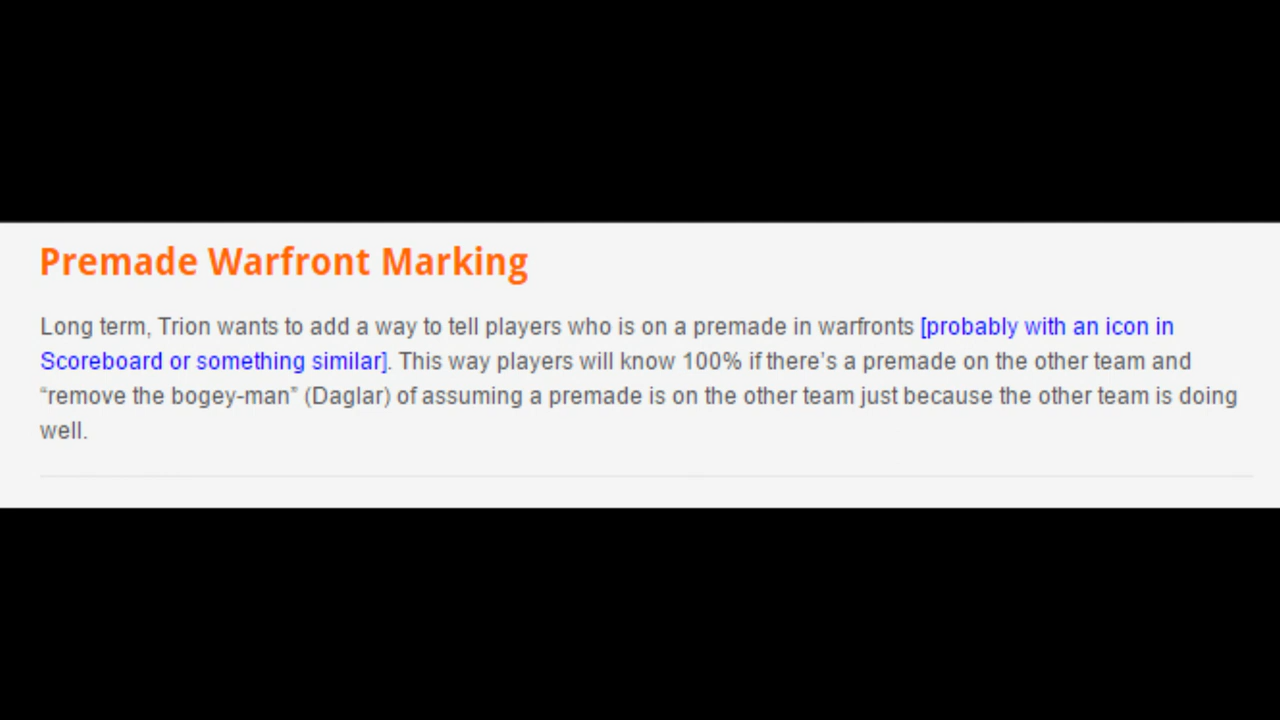 Premade Warfront Marking
Long term, Trion wants to add a way to tell players who is on a premade in warfronts [probably with an icon in
Scoreboard or something similar]. This way players will know 100% if there’s a premade on the other team and
“remove the bogey-man” (Daglar) of assuming a premade is on the other team just because the other team is doing
well.